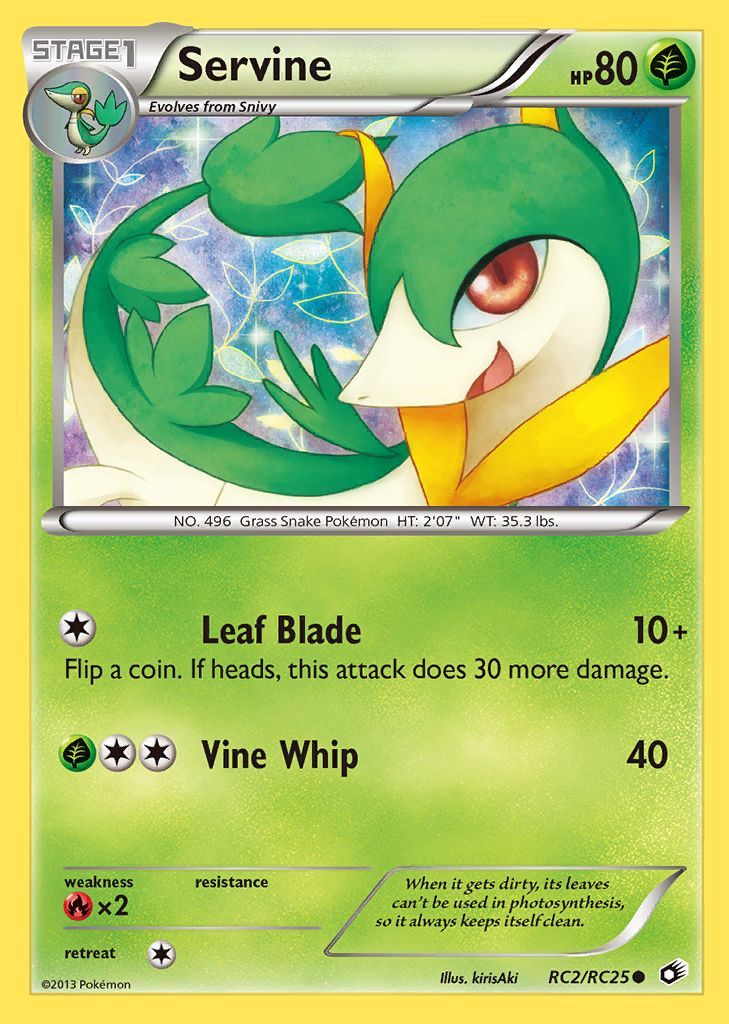 STAGE1
Servine
HP80
Evolves from Snivy
NO. 496 Grass Snake Pokémon HT: 2'07" WT: 35.3 lbs.
Leaf Blade 10+
Flip a coin. If heads, this attack does 30 more damage.
Vine Whip 40
weakness resistance
×2
retreat
When it gets dirty, its leaves
can't be used in photosynthesis,
so it always keeps itself clean.
©2013 Pokémon
Illus. kirisAki
RC2/RC25